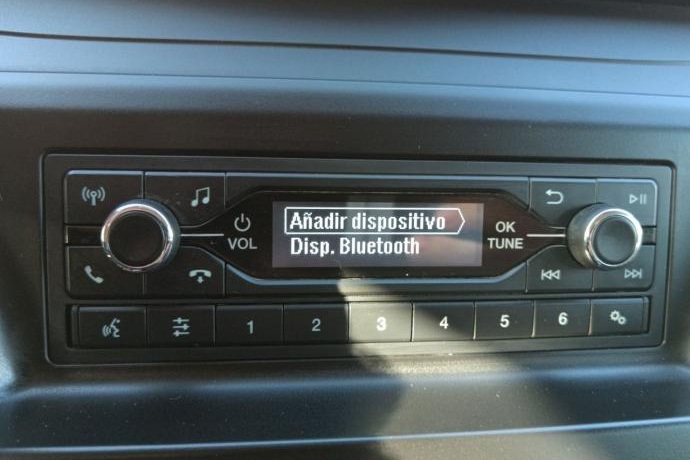 Añadir dispositivo
Disp. Bluetooth
VOL
OK
TUNE
1 2 3 4 5 6